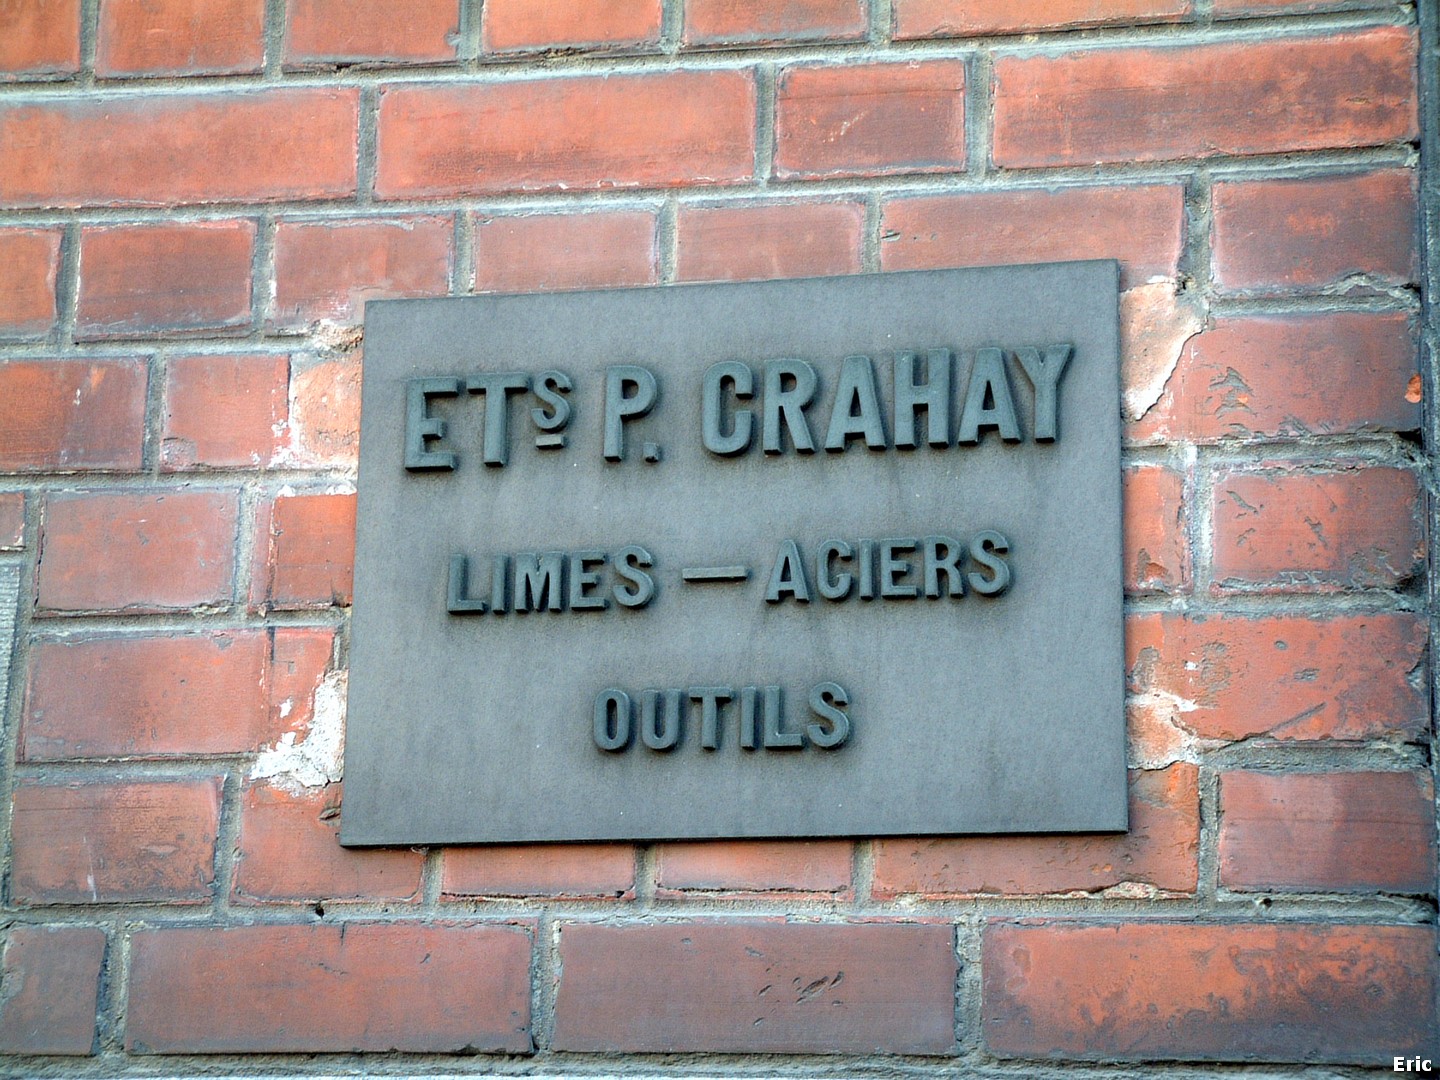 ETS P. CRAHAY
LIMES — ACIERS
OUTILS
Eric